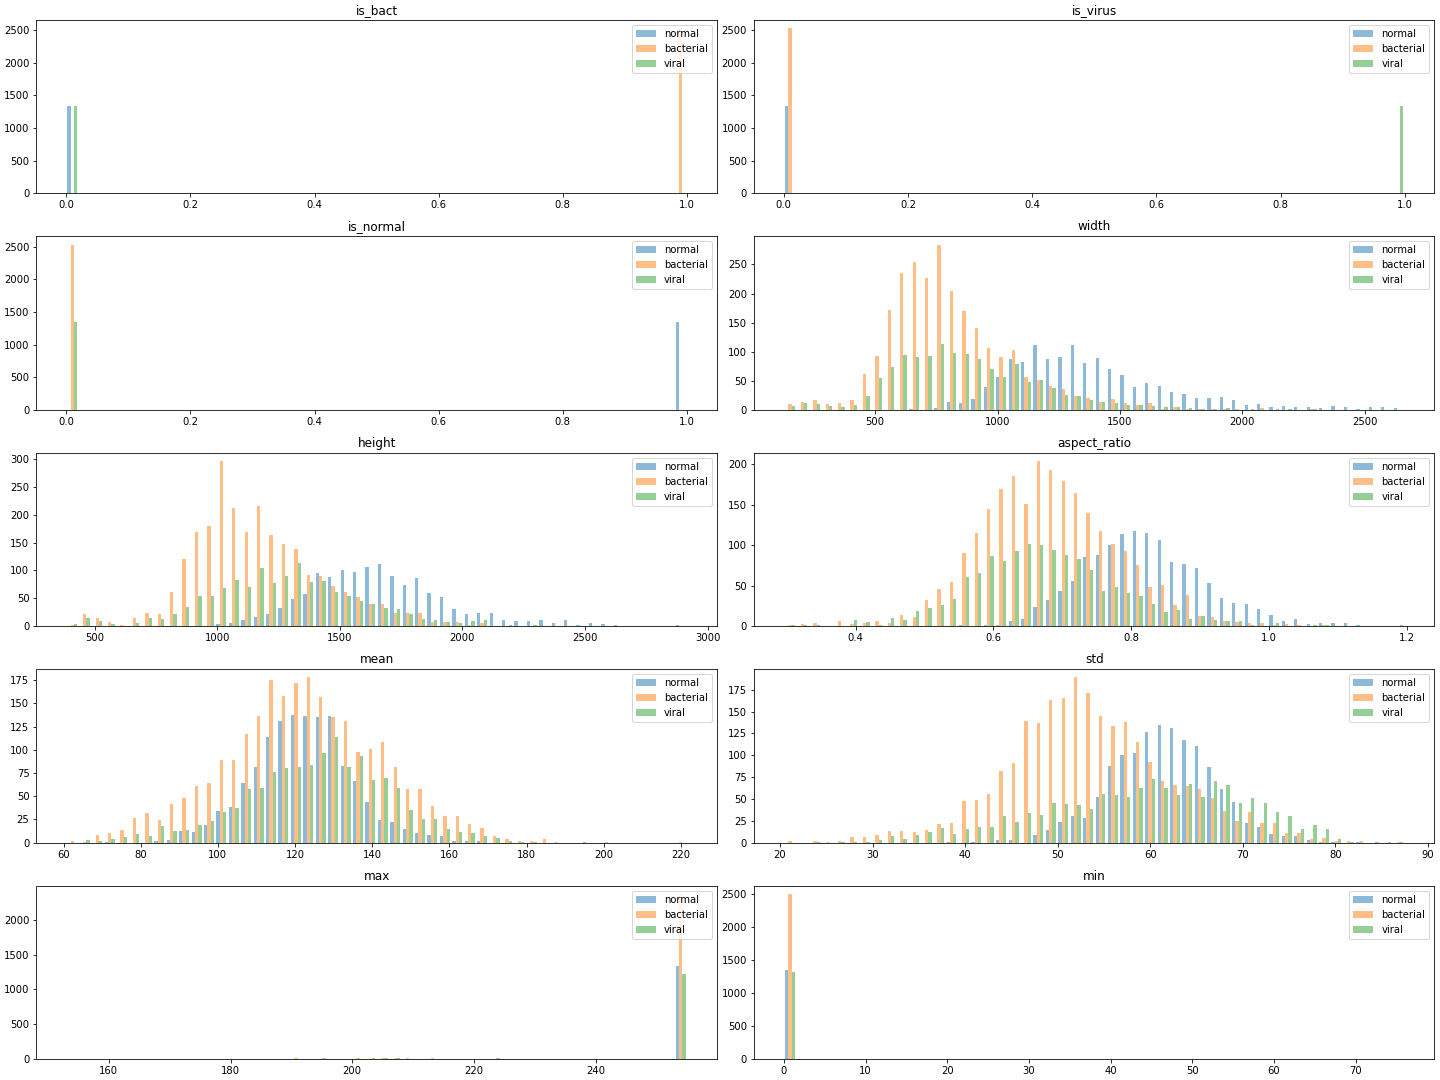 is_bact
2500
2000
1500
1000
500
0
0.0 0.2 0.4 0.6 0.8 1.0
normal
bacterial
viral
is_virus
2500
2000
1500
1000
500
0
0.0 0.2 0.4 0.6 0.8 1.0
normal
bacterial
viral
is_normal
2500
2000
1500
1000
500
0
0.0 0.2 0.4 0.6 0.8 1.0
normal
bacterial
viral
width
250
200
150
100
50
0
500 1000 1500 2000 2500
normal
bacterial
viral
height
300
250
200
150
100
50
0
500 1000 1500 2000 2500 3000
normal
bacterial
viral
aspect_ratio
200
150
100
50
0
0.4 0.6 0.8 1.0 1.2
normal
bacterial
viral
mean
175
150
125
100
75
50
25
0
60 80 100 120 140 160 180 200 220
normal
bacterial
viral
std
175
150
125
100
75
50
25
0
20 30 40 50 60 70 80 90
normal
bacterial
viral
max
2000
1500
1000
500
0
160 180 200 220 240
normal
bacterial
viral
min
2500
2000
1500
1000
500
0
0 10 20 30 40 50 60 70
normal
bacterial
viral